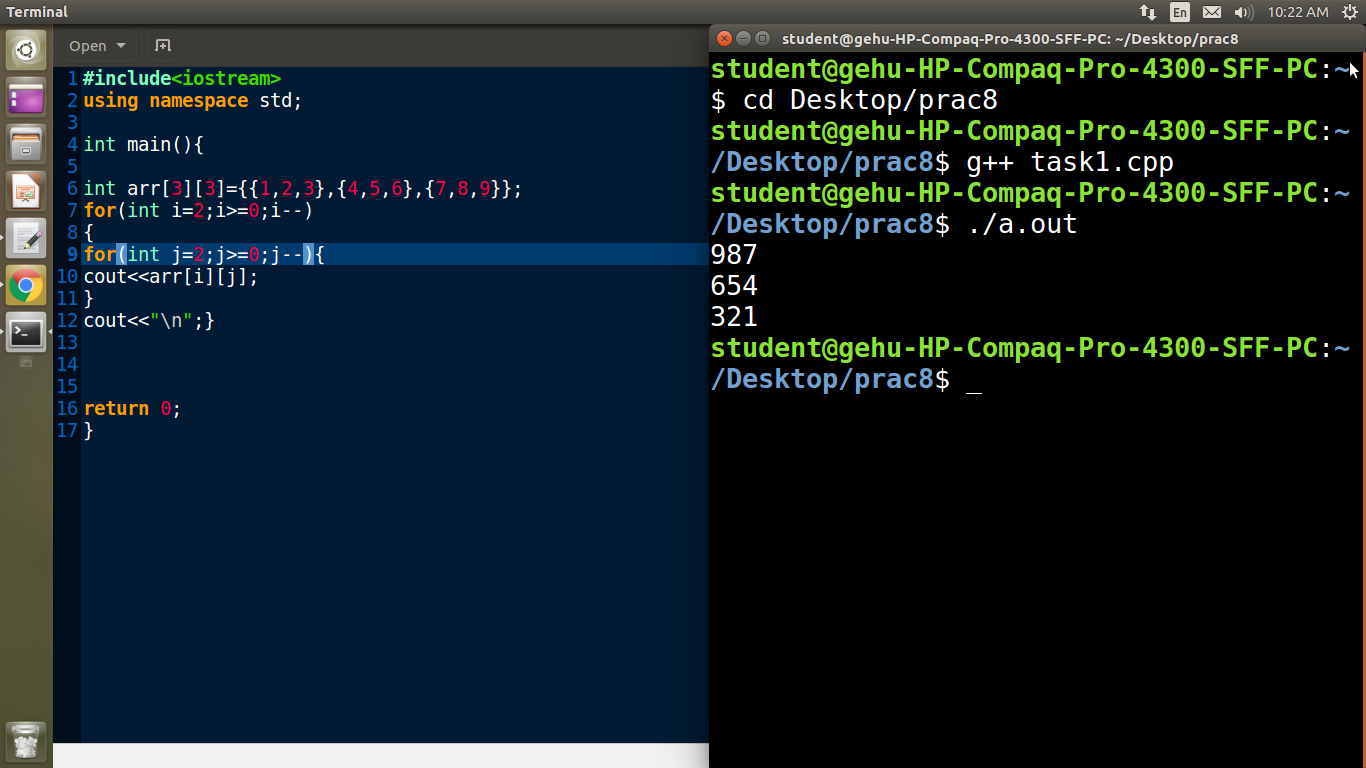 Terminal
En
10:22 AM
Open
student@gehu-HP-Compaq-Pro-4300-SFF-PC: ~/Desktop/prac8
1 #include<iostream>
2 using namespace std;
3
4 int main(){
5
6 int arr[3][3]={{1,2,3},{4,5,6},{7,8,9}};
7 for(int i=2;i>=0;i--)
8 {
9 for(int j=2;j>=0;j--){
10 cout<<arr[i][j];
11 }
12 cout<<"\n";}
13
14
15
16 return 0;
17 }
student@gehu-HP-Compaq-Pro-4300-SFF-PC:~
$ cd Desktop/prac8
student@gehu-HP-Compaq-Pro-4300-SFF-PC:~
/Desktop/prac8$ g++ task1.cpp
student@gehu-HP-Compaq-Pro-4300-SFF-PC:~
/Desktop/prac8$ ./a.out
987
654
321
student@gehu-HP-Compaq-Pro-4300-SFF-PC:~
/Desktop/prac8$ _